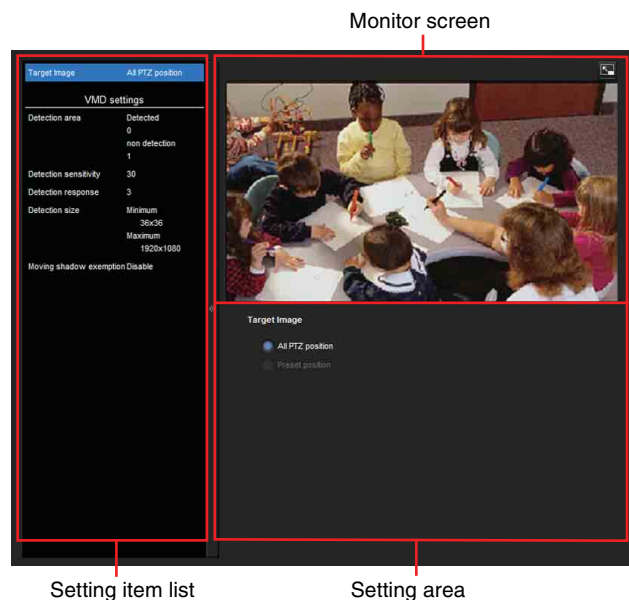 Monitor screen
Target Image All PTZ position
VMD settings
Detection area Detected
0
non detection
1
Detection sensitivity 30
Detection response 3
Detection size Minimum
36x36
Maximum
1920x1080
Moving shadow exemption Disable
Target Image
All PTZ position
Preset position
Setting item list Setting area